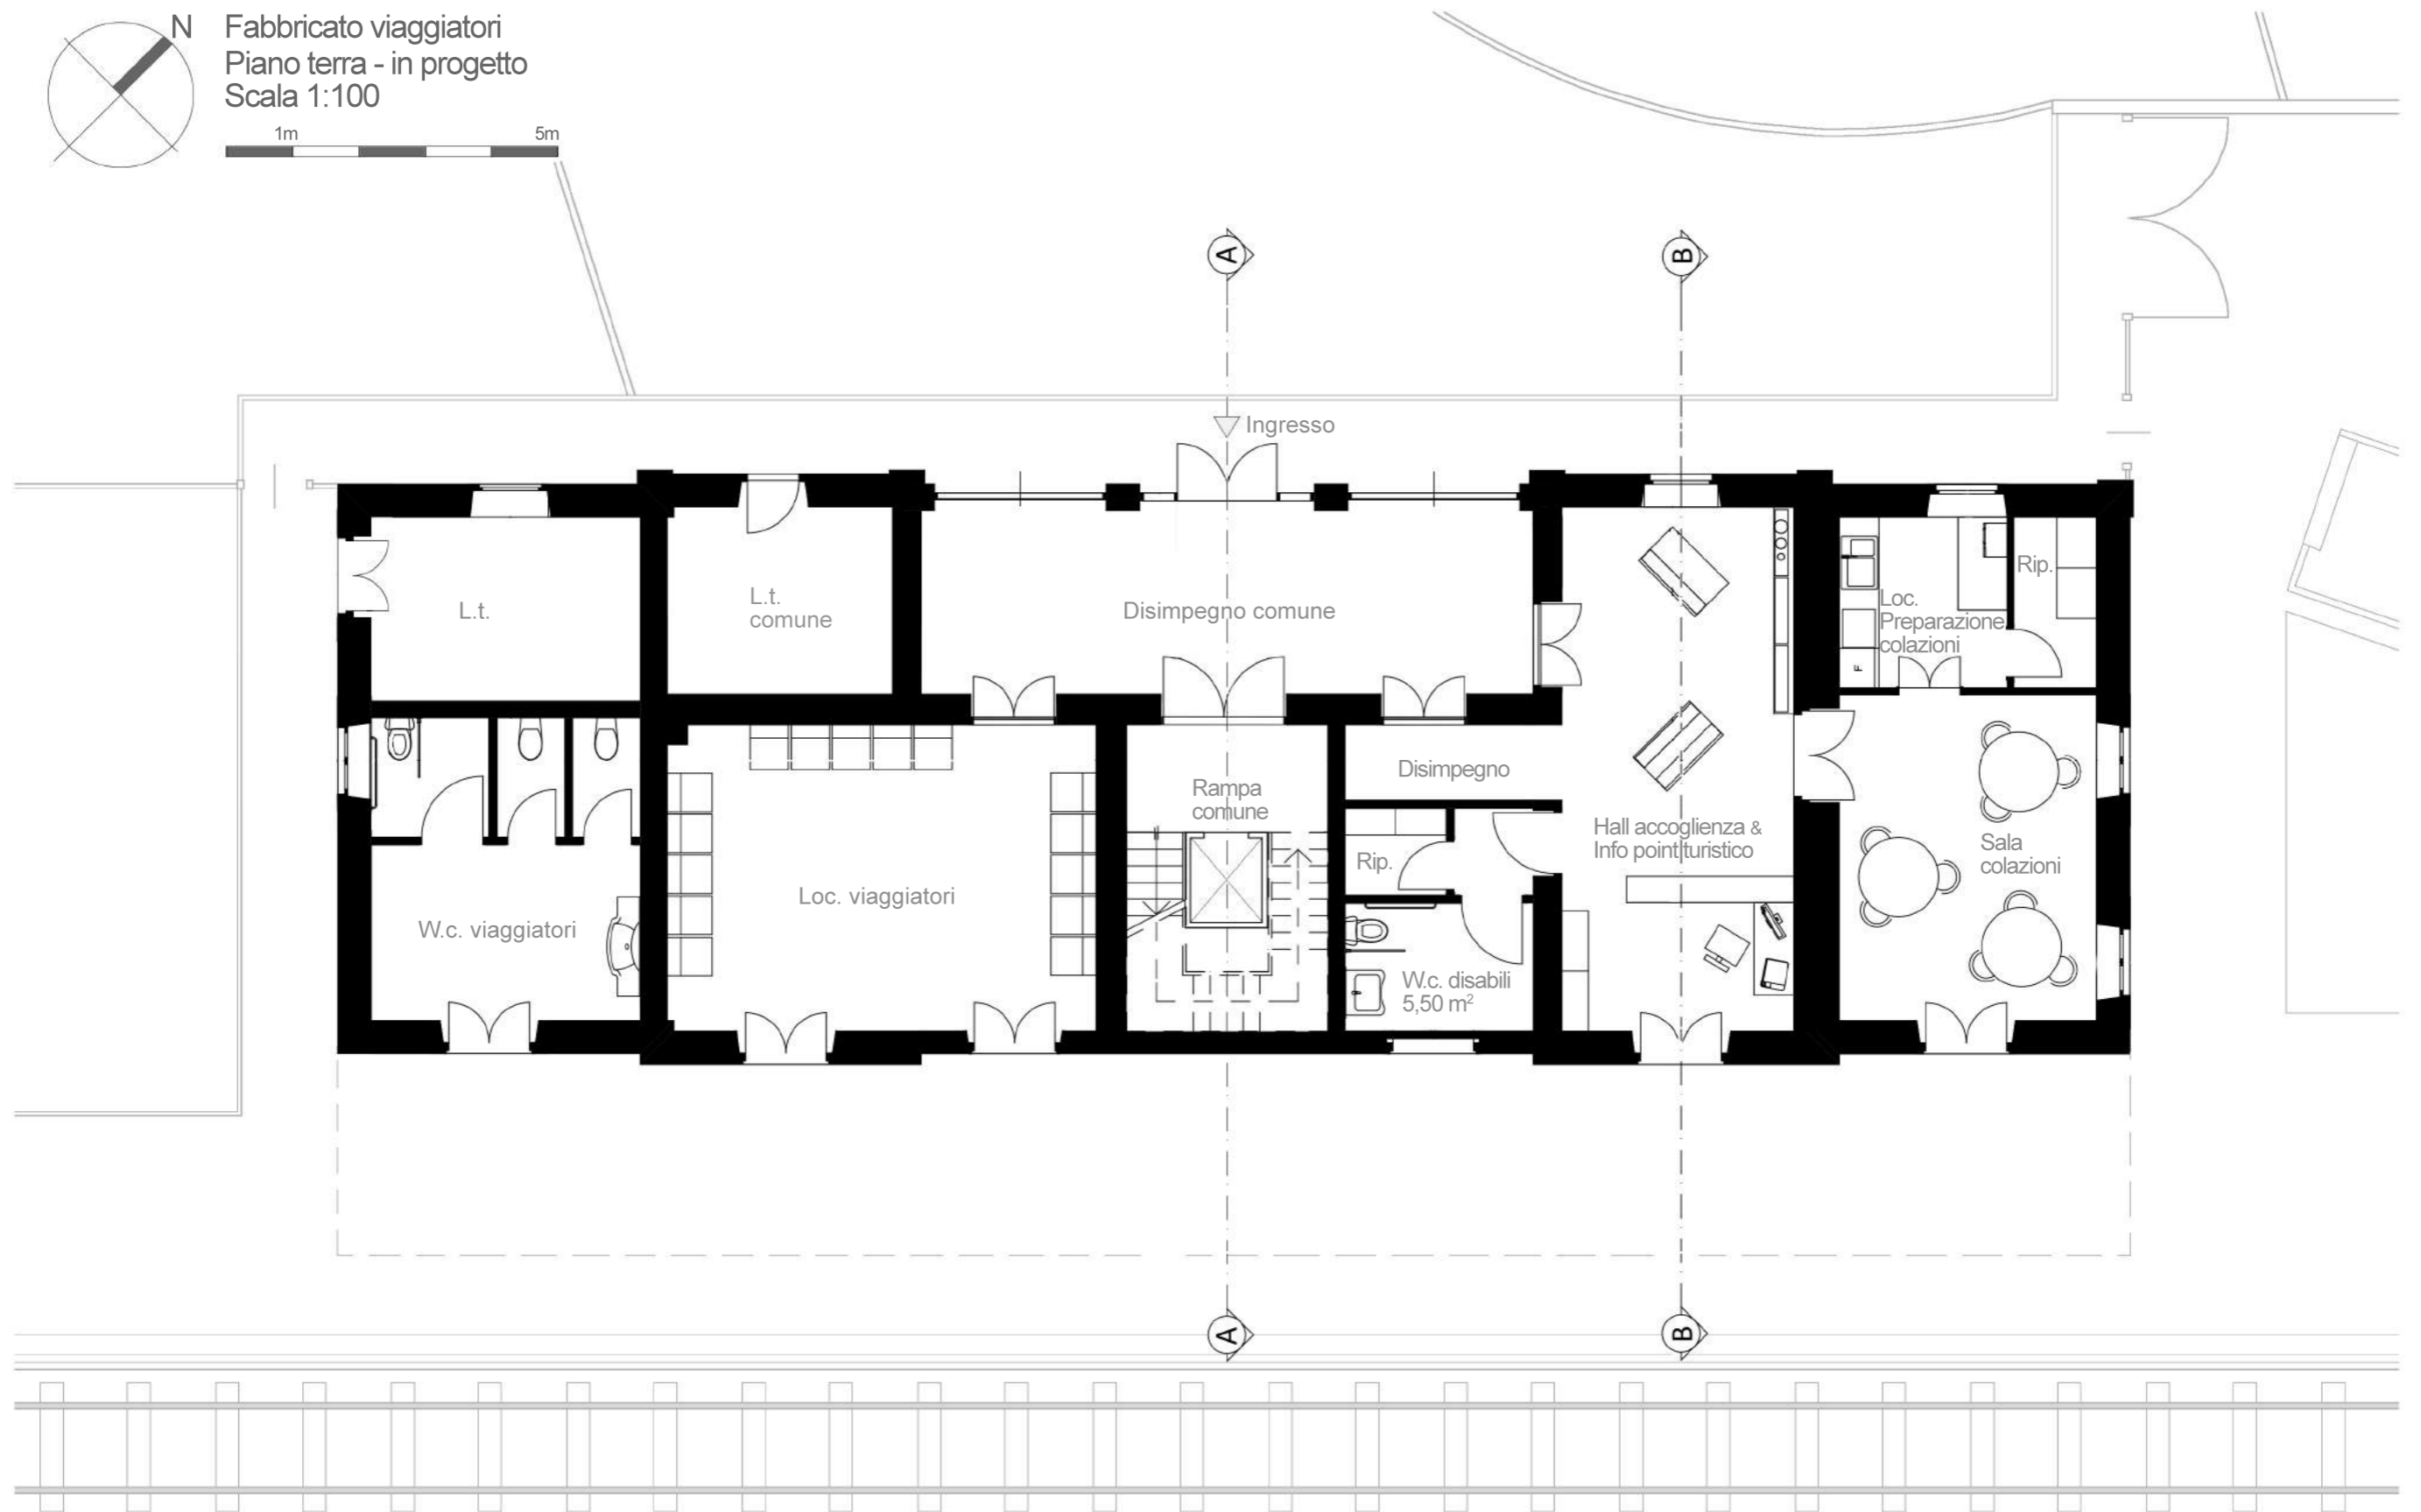 N
Fabbricato viaggiatori
Piano terra - in progetto
Scala 1:100
1m
5m
A
B
Ingresso
L.t.
L.t.
comune
Disimpegno comune
Loc.
Preparazione
colazioni
Rip.
F
Disimpegno
Rampa
comune
Hall accoglienza &
Info point turistico
Sala
colazioni
Rip.
Loc. viaggiatori
W.c. viaggiatori
W.c. disabili
5,50 m²
A
B